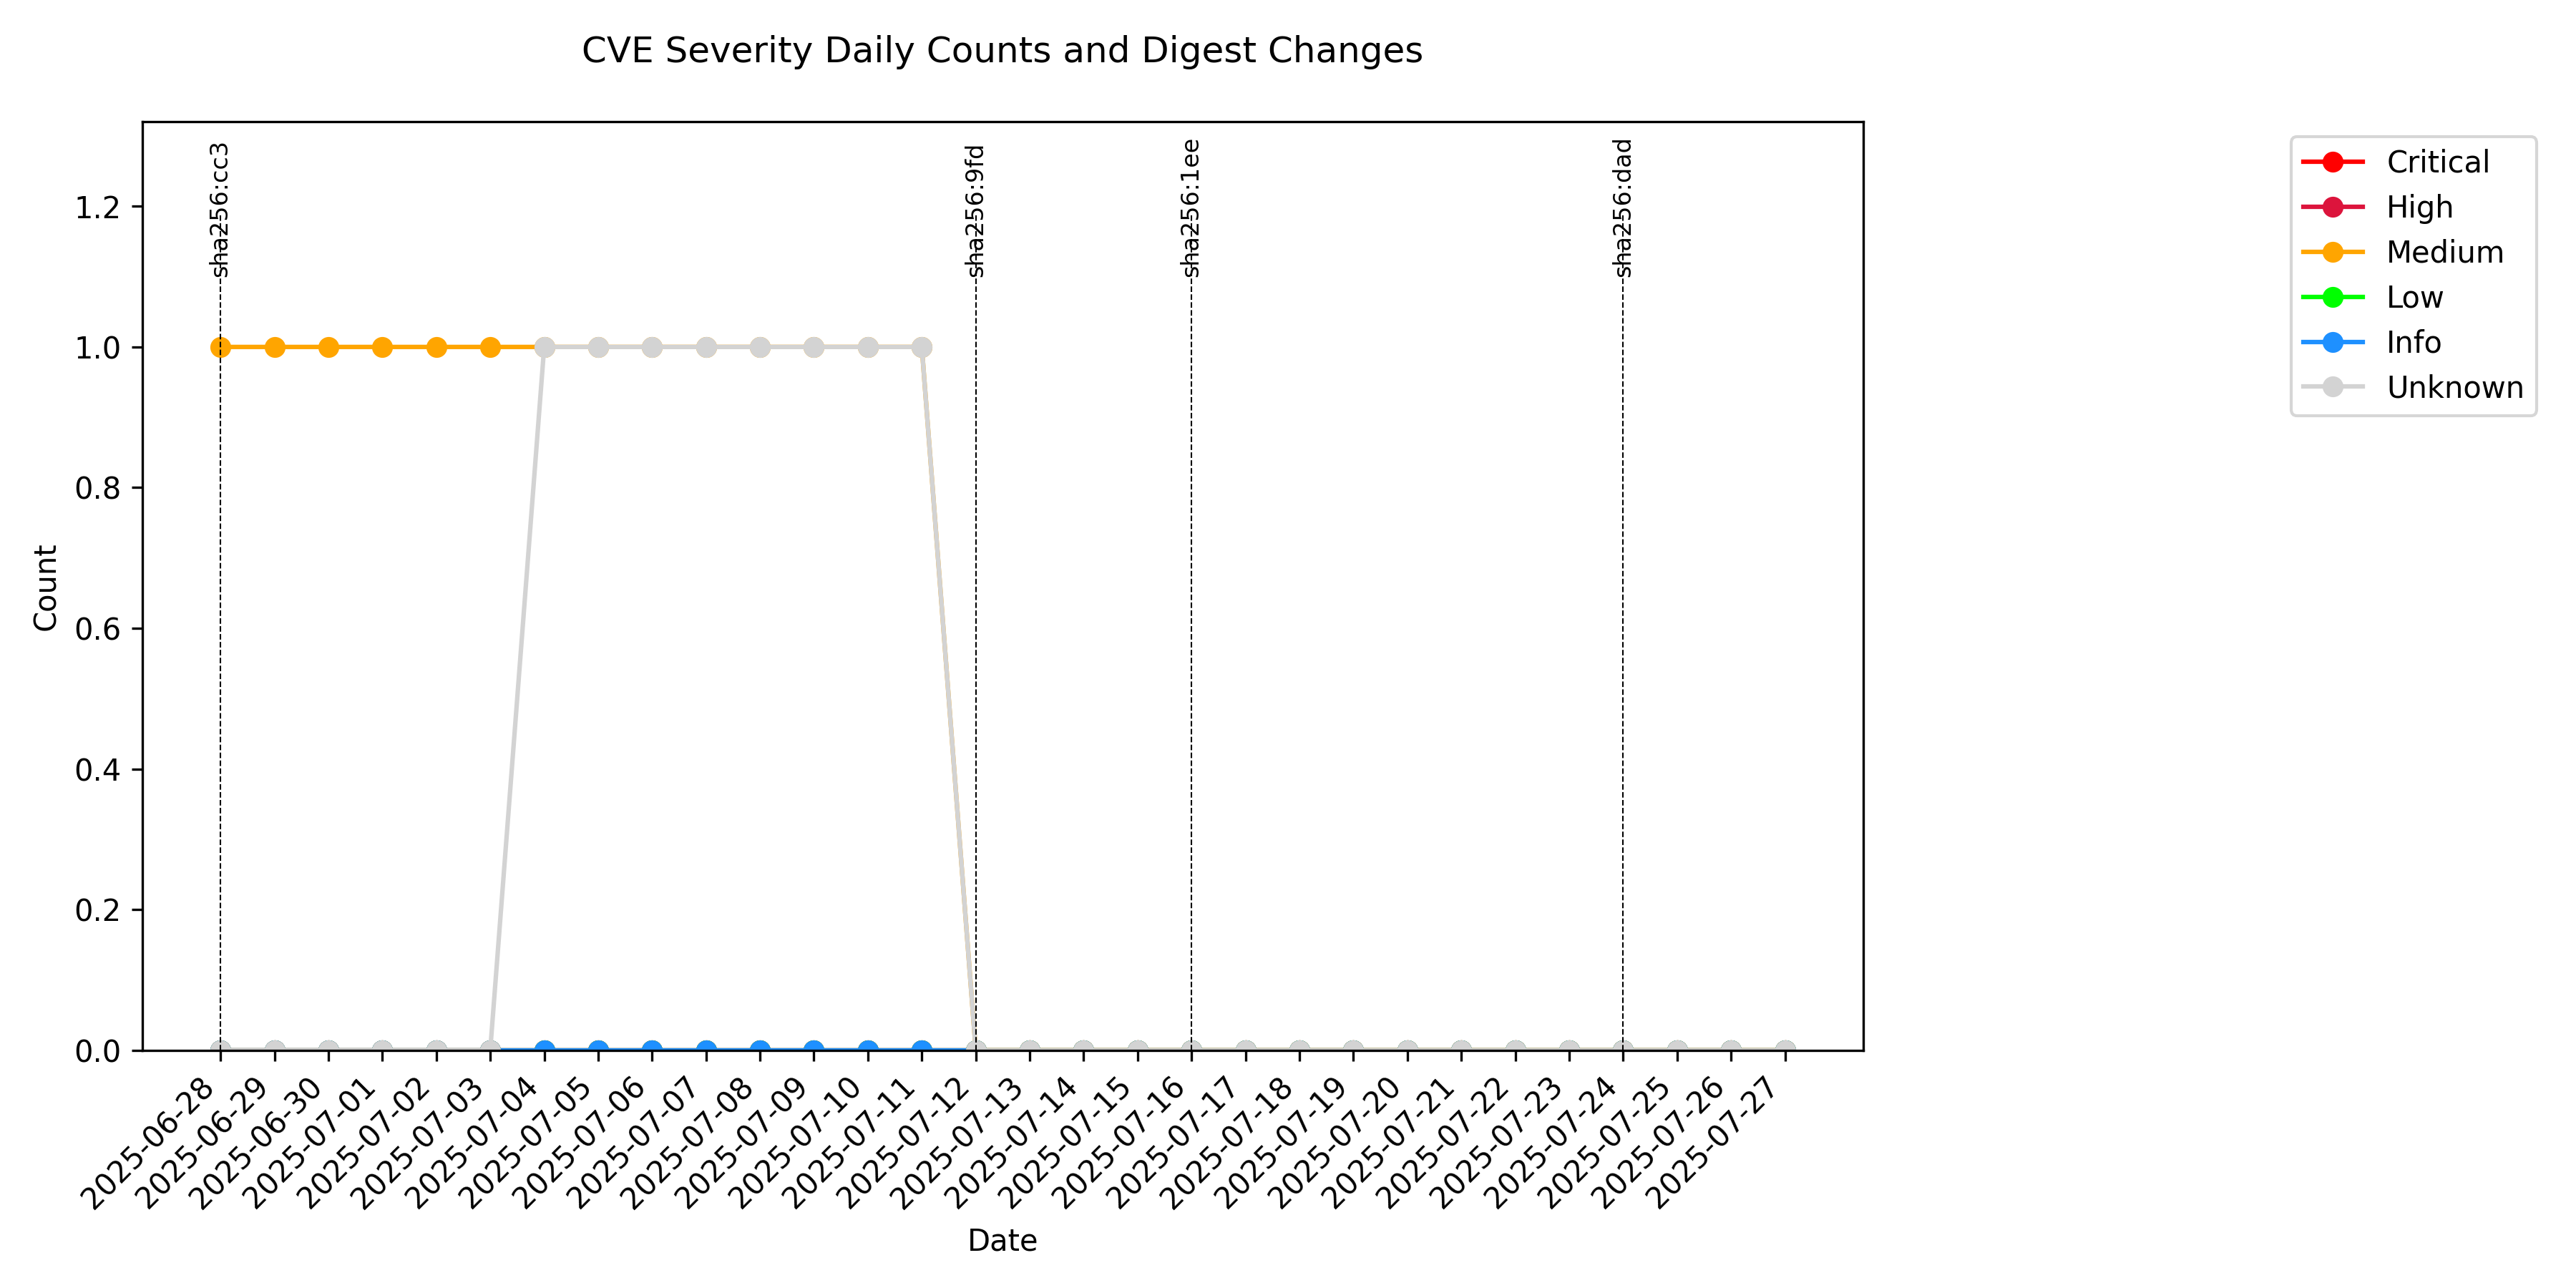 CVE Severity Daily Counts and Digest Changes
sha256:cc3
sha256:9fd
sha256:1ee
sha256:dad
Critical
High
Medium
Low
Info
Unknown
1.2
1.0
0.8
0.6
0.4
0.2
0.0
Count
2025-06-28
2025-06-29
2025-06-30
2025-07-01
2025-07-02
2025-07-03
2025-07-04
2025-07-05
2025-07-06
2025-07-07
2025-07-08
2025-07-09
2025-07-10
2025-07-11
2025-07-12
2025-07-13
2025-07-14
2025-07-15
2025-07-16
2025-07-17
2025-07-18
2025-07-19
2025-07-20
2025-07-21
2025-07-22
2025-07-23
2025-07-24
2025-07-25
2025-07-26
2025-07-27
Date